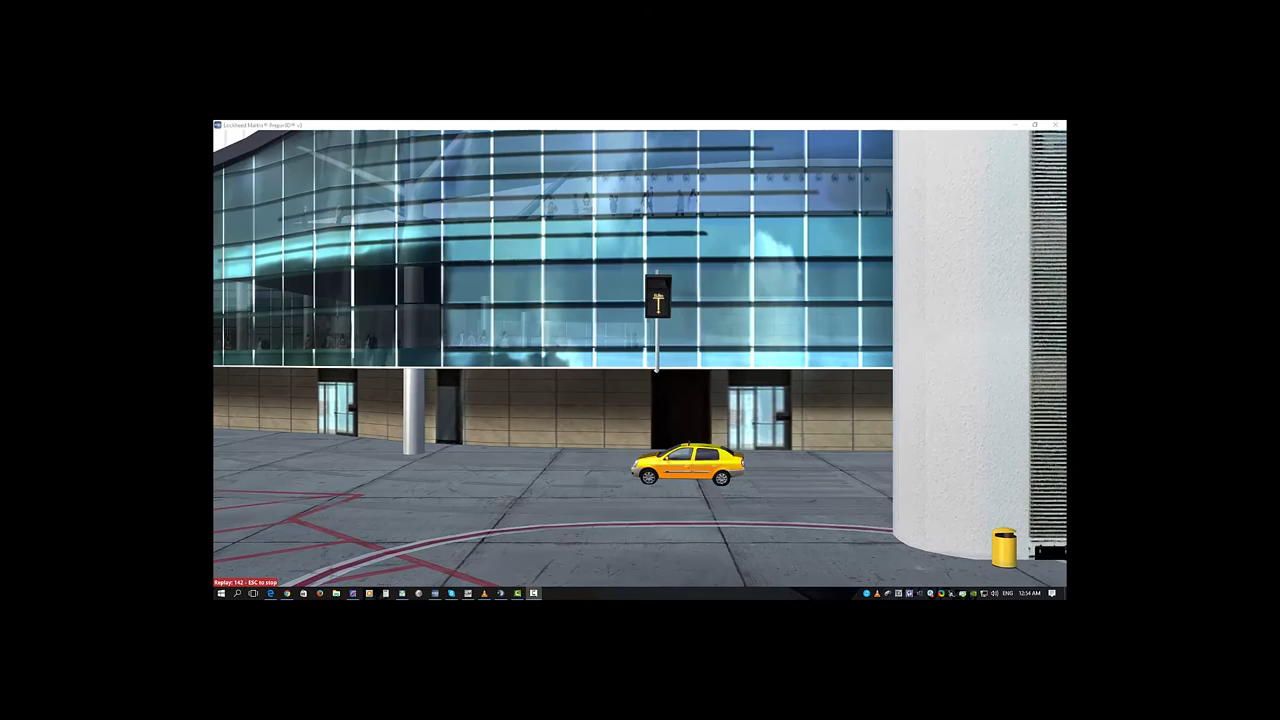 Lockheed Martin® Prepar3D® v3
Replay: 142 - ESC to stop
ENG
12:54 AM